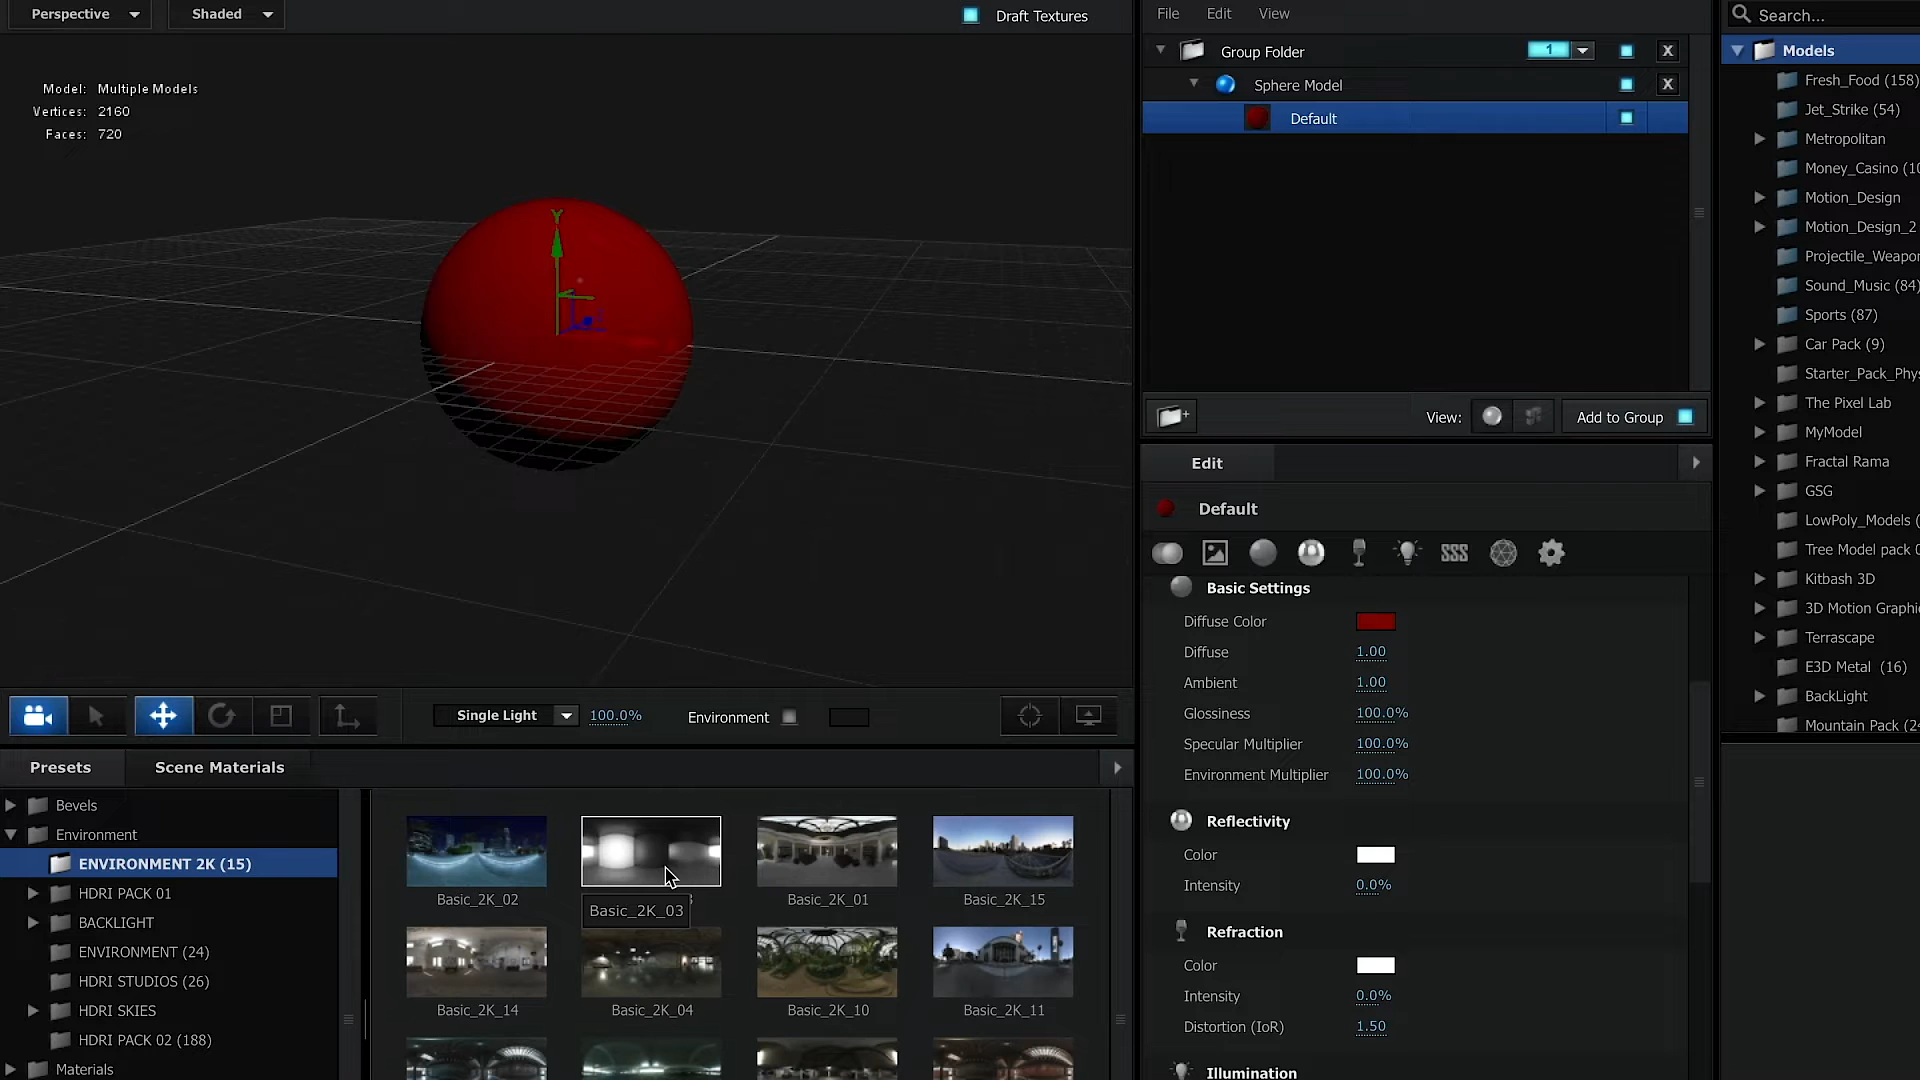 Perspective
Shaded
Draft Textures
Model: Multiple Models
Vertices: 2160
Faces: 720
Y
Single Light
100.0%
Environment
Presets
Scene Materials
Bevels
Environment
ENVIRONMENT 2K (15)
HDRI PACK 01
BACKLIGHT
ENVIRONMENT (24)
HDRI STUDIOS (26)
HDRI SKIES
HDRI PACK 02 (188)
Materials
Basic_2K_02
Basic_2K_03
Basic_2K_01
Basic_2K_15
Basic_2K_14
Basic_2K_04
Basic_2K_10
Basic_2K_11
File
Edit
View
Group Folder
1
X
Sphere Model
X
Default
View:
Add to Group
Edit
Default
SSS
Basic Settings
Diffuse Color
Diffuse
1.00
Ambient
1.00
Glossiness
100.0%
Specular Multiplier
100.0%
Environment Multiplier
100.0%
Reflectivity
Color
Intensity
0.0%
Refraction
Color
Intensity
0.0%
Distortion (IoR)
1.50
Illumination
Search...
Models
Fresh_Food (158)
Jet_Strike (54)
Metropolitan
Money_Casino (10
Motion_Design
Motion_Design_2
Projectile_Weapon
Sound_Music (84)
Sports (87)
Car Pack (9)
Starter_Pack_Phys
The Pixel Lab
MyModel
Fractal Rama
GSG
LowPoly_Models (
Tree Model pack 0
Kitbash 3D
3D Motion Graphi
Terrascape
E3D Metal (16)
BackLight
Mountain Pack (24